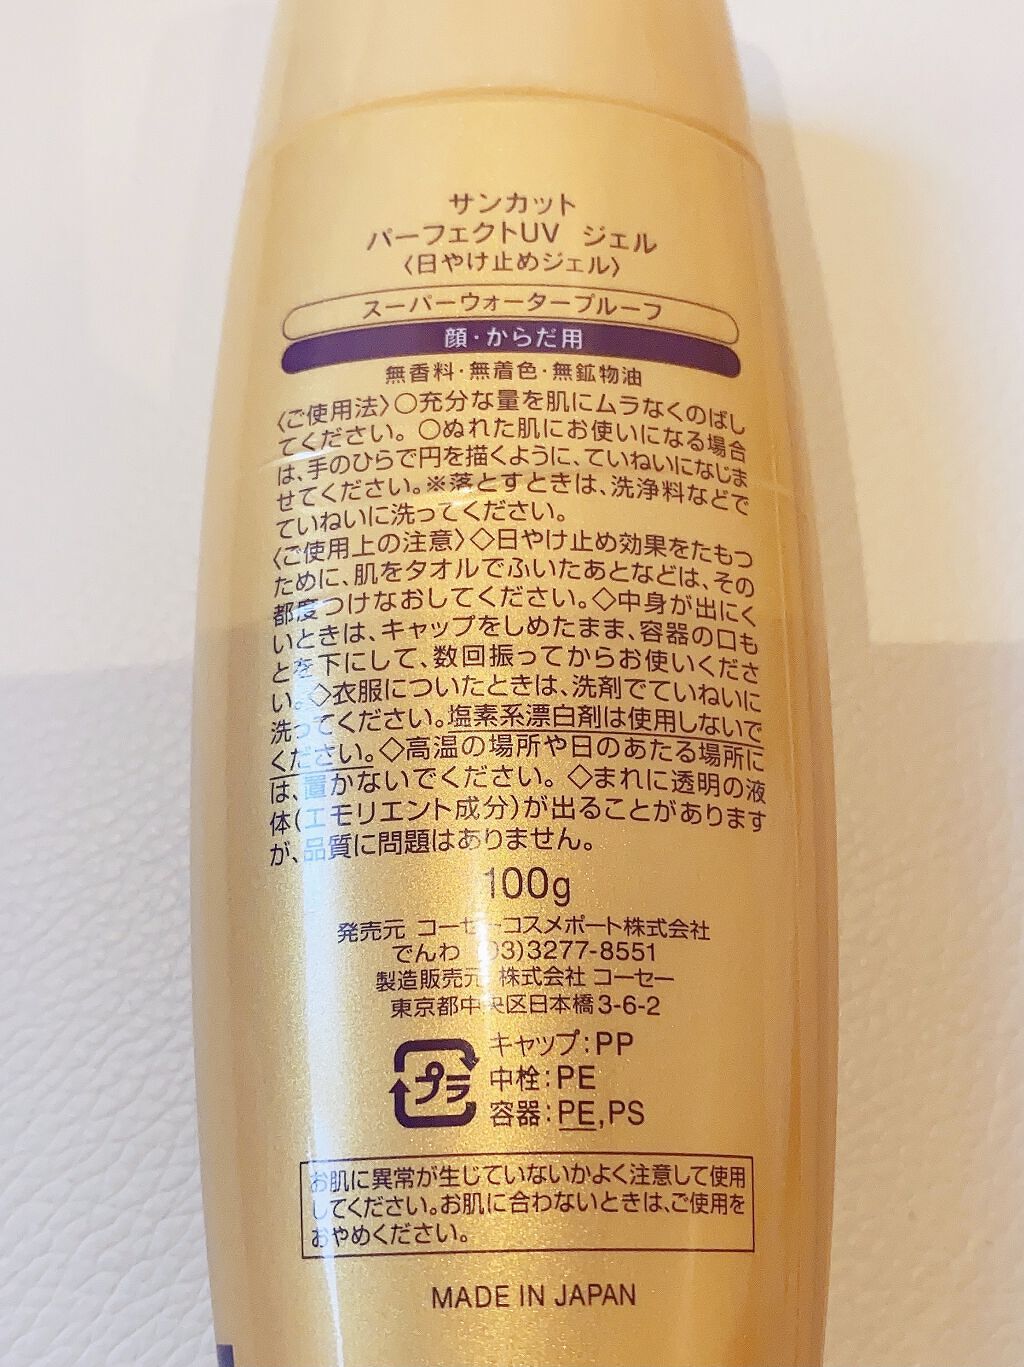 サンカット
パーフェクトUV ジェル
〈日やけ止めジェル〉
スーパーウォータープルーフ
顔・からだ用
無香料・無着色・無鉱物油
〈ご使用法〉○充分な量を肌にムラなくのばし
てください。○ぬれた肌にお使いになる場合
は、手のひらで円を描くように、ていねいになじま
せてください。※落とすときは、洗浄料などで
ていねいに洗ってください。
〈ご使用上の注意〉◇日やけ止め効果をたもつ
ために、肌をタオルでふいたあとなどは、その
都度つけなおしてください。◇中身が出にく
いときは、キャップをしめたまま、容器の口も
とを下にして、数回振ってからお使いくださ
い。◇衣服についたときは、洗剤でていねいに
洗ってください。塩素系漂白剤は使用しないで
ください。◇高温の場所や日のあたる場所に
は、置かないでください。◇まれに透明の液
体(エモリエント成分)が出ることがあります
が、品質に問題はありません。
100g
発売元 コーセーコスメポート株式会社
でんわ (03)3277-8551
製造販売元 株式会社 コーセー
東京都中央区日本橋3-6-2
プラ
キャップ:PP
中栓:PE
容器:PE,PS
お肌に異常が生じていないかよく注意して使用
してください。お肌に合わないときは、ご使用を
おやめください。
MADE IN JAPAN